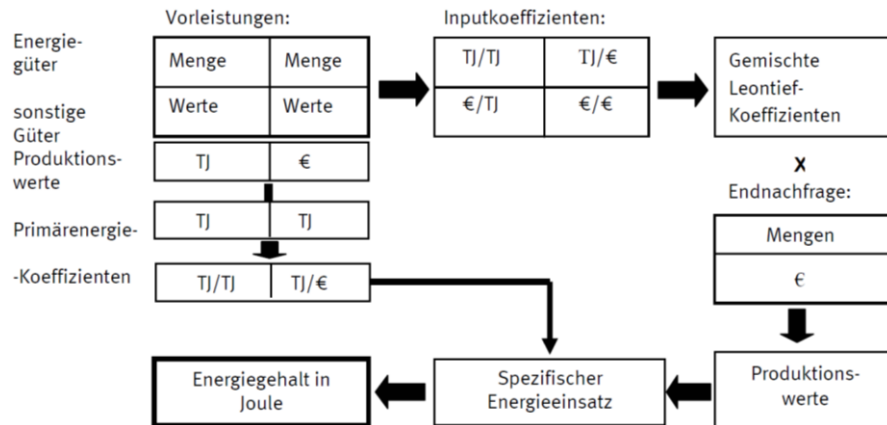 Vorleistungen:
Inputkoeffizienten:
Energie-
güter
Menge
Menge
TJ/TJ
TJ/€
Gemischte
Leontief-
Koeffizienten
sonstige
Güter
Werte
Werte
€/TJ
€/€
Produktions-
werte
TJ
€
x
Endnachfrage:
Primärenergie-
TJ
TJ
Mengen
€
-Koeffizienten
TJ/TJ
TJ/€
Energiegehalt in
Joule
Spezifischer
Energieeinsatz
Produktions-
werte